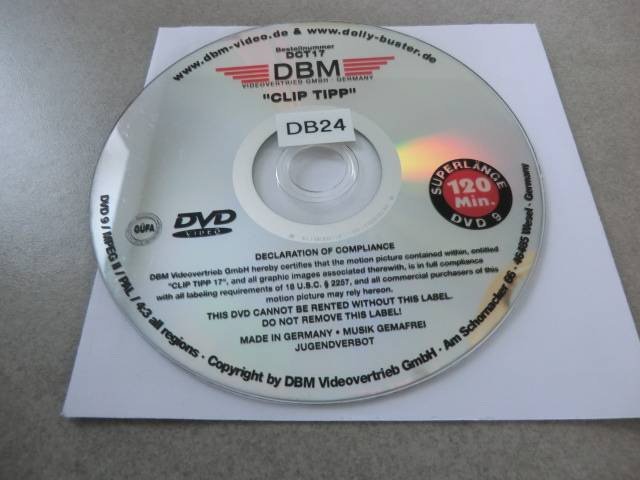 www.dbm-video.de & www.dolly-buster.de
Bestellnummer
DCT17
DBM
VIDEOVERTRIEB GMBH · GERMANY
"CLIP TIPP"
DB24
SUPERLÄNGE
120
Min.
DVD 9
GÜFA
DVD
VIDEO
DECLARATION OF COMPLIANCE
DBM Videovertrieb GmbH hereby certifies that the motion picture contained within, entitled
"CLIP TIPP 17", and all graphic images associated therewith, is in full compliance
with all labeling requirements of 18 U.S.C. § 2257, and all commercial purchasers of this
motion picture may rely hereon.
THIS DVD CANNOT BE RENTED WITHOUT THIS LABEL.
DO NOT REMOVE THIS LABEL!
MADE IN GERMANY • MUSIK GEMAFREI
JUGENDVERBOT
DVD 9 / MPEG II / PAL / 4:3 all regions · Copyright by DBM Videovertrieb GmbH · Am Schornacker 66 · 46485 Wesel · Germany